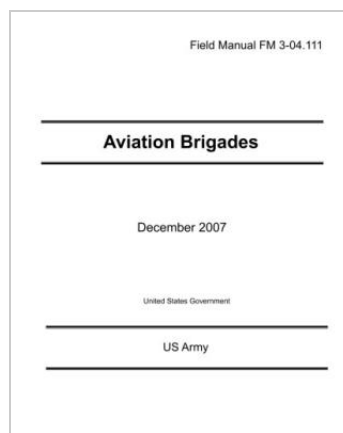 Field Manual FM 3-04.111
Aviation Brigades
December 2007
United States Government
US Army